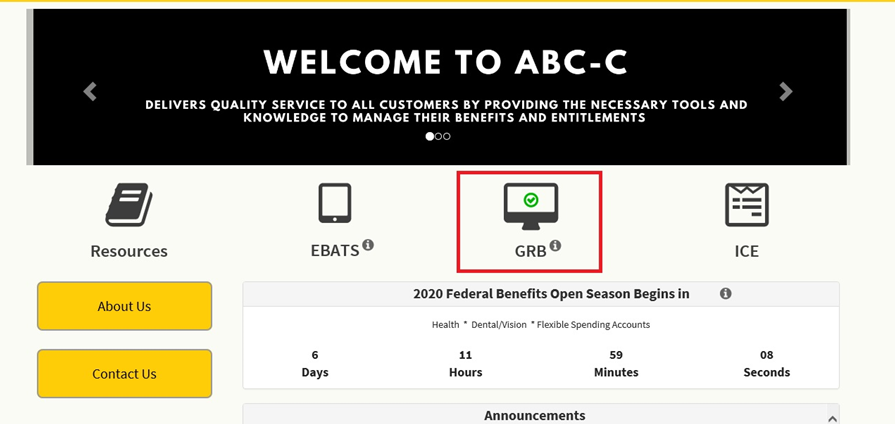 WELCOME TO ABC-C
DELIVERS QUALITY SERVICE TO ALL CUSTOMERS BY PROVIDING THE NECESSARY TOOLS AND
KNOWLEDGE TO MANAGE THEIR BENEFITS AND ENTITLEMENTS
Resources
EBATS
GRB
ICE
About Us
Contact Us
2020 Federal Benefits Open Season Begins in
Health * Dental/Vision * Flexible Spending Accounts
6 11 59 08
Days Hours Minutes Seconds
Announcements